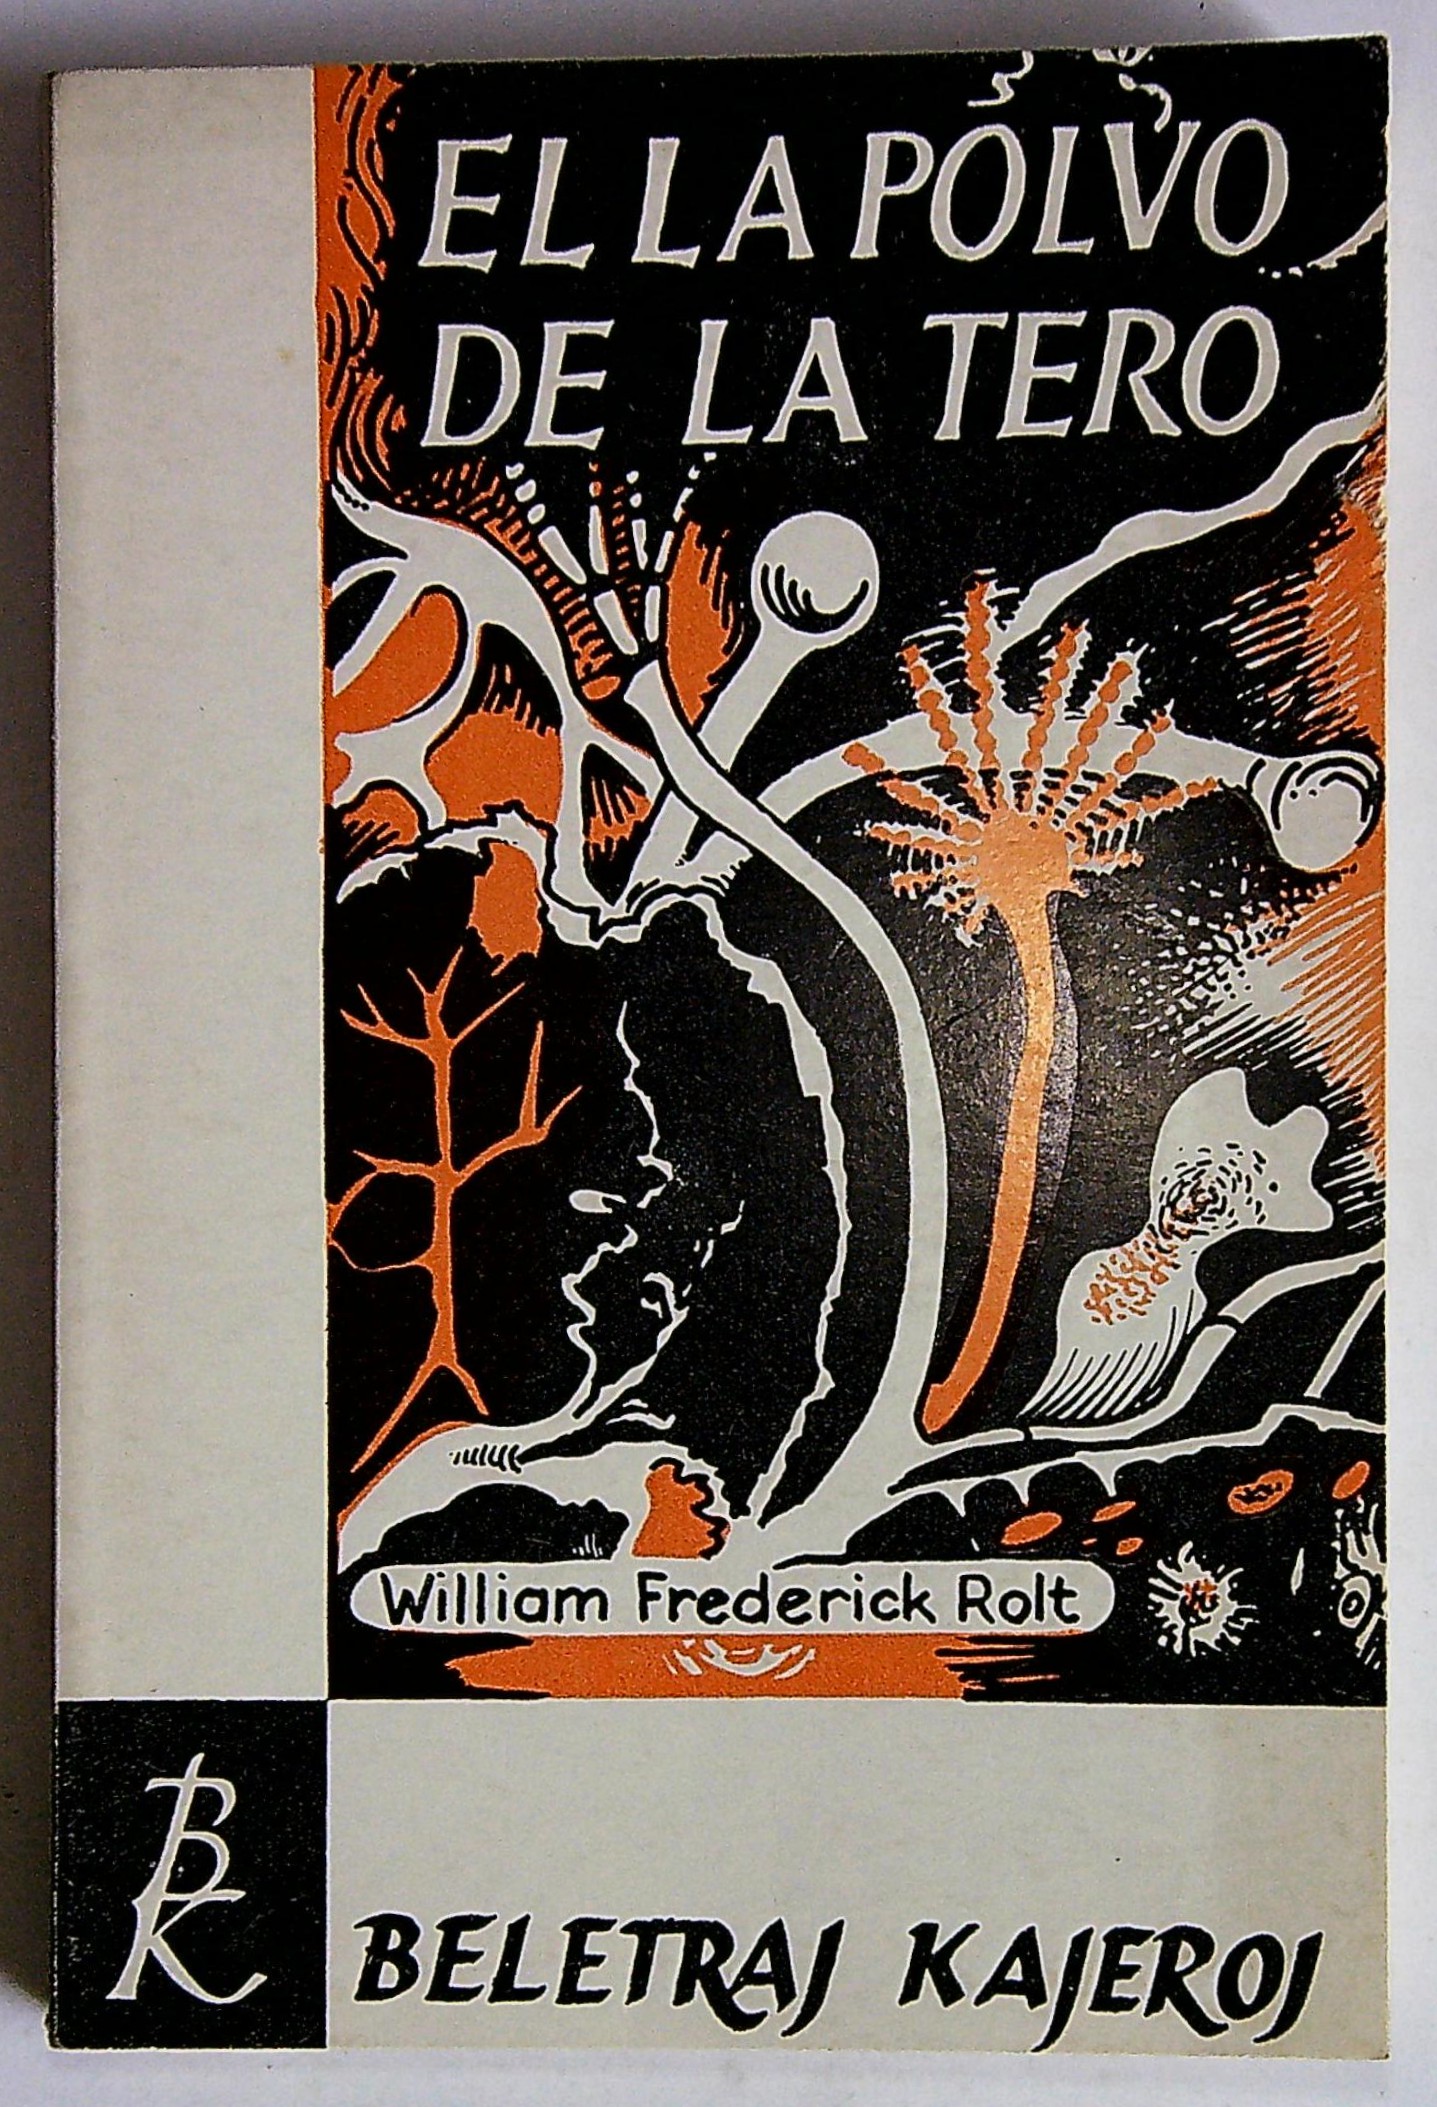 EL LA POLVO
DE LA TERO
William Frederick Rolt
BK
BELETRAJ KAJEROJ